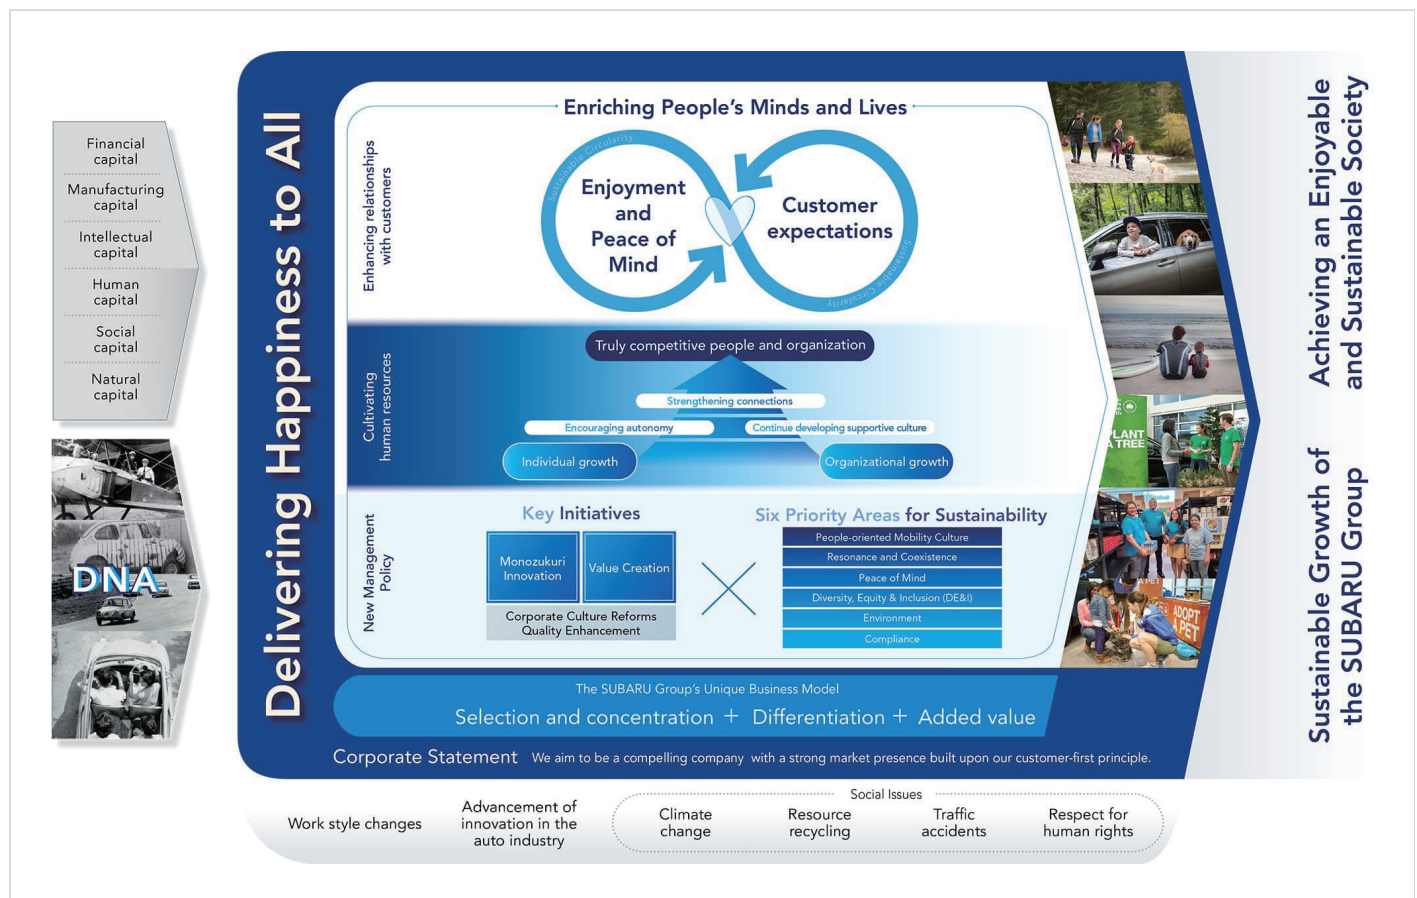 Financial
capital
Manufacturing
capital
Intellectual
capital
Human
capital
Social
capital
Natural
capital
DNA
Delivering Happiness to All
Enriching People's Minds and Lives
Enhancing relationships
with customers
Sustainable Circularity
Enjoyment
and
Peace of
Mind
Customer
expectations
Sustainable Circularity
Cultivating
human resources
Truly competitive people and organization
Strengthening connections
Encouraging autonomy
Continue developing supportive culture
Individual growth
Organizational growth
New Management
Policy
Key Initiatives
Monozukuri
Innovation
Value Creation
Corporate Culture Reforms
Quality Enhancement
Six Priority Areas for Sustainability
People-oriented Mobility Culture
Resonance and Coexistence
Peace of Mind
Diversity, Equity & Inclusion (DE&I)
Environment
Compliance
PLANT
A TREE
ADOPT
A PET
The SUBARU Group's Unique Business Model
Selection and concentration + Differentiation + Added value
Corporate Statement We aim to be a compelling company with a strong market presence built upon our customer-first principle.
Achieving an Enjoyable
and Sustainable Society
Sustainable Growth of
the SUBARU Group
Work style changes
Advancement of
innovation in the
auto industry
Social Issues
Climate
change
Resource
recycling
Traffic
accidents
Respect for
human rights